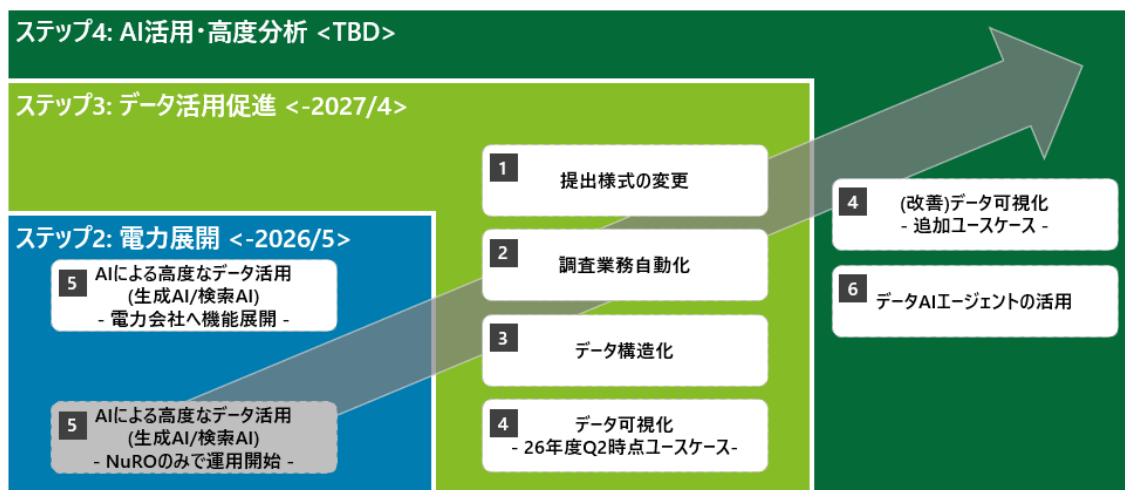 ステップ4: AI活用・高度分析 <TBD>
ステップ3: データ活用促進 <-2027/4>
1
提出様式の変更
4
(改善)データ可視化
- 追加ユースケース -
ステップ2: 電力展開 <-2026/5>
2
調査業務自動化
5
AIによる高度なデータ活用
(生成AI/検索AI)
- 電力会社へ機能展開 -
6
データAIエージェントの活用
3
データ構造化
5
AIによる高度なデータ活用
(生成AI/検索AI)
- NuROのみで運用開始 -
4
データ可視化
- 26年度Q2時点ユースケース-